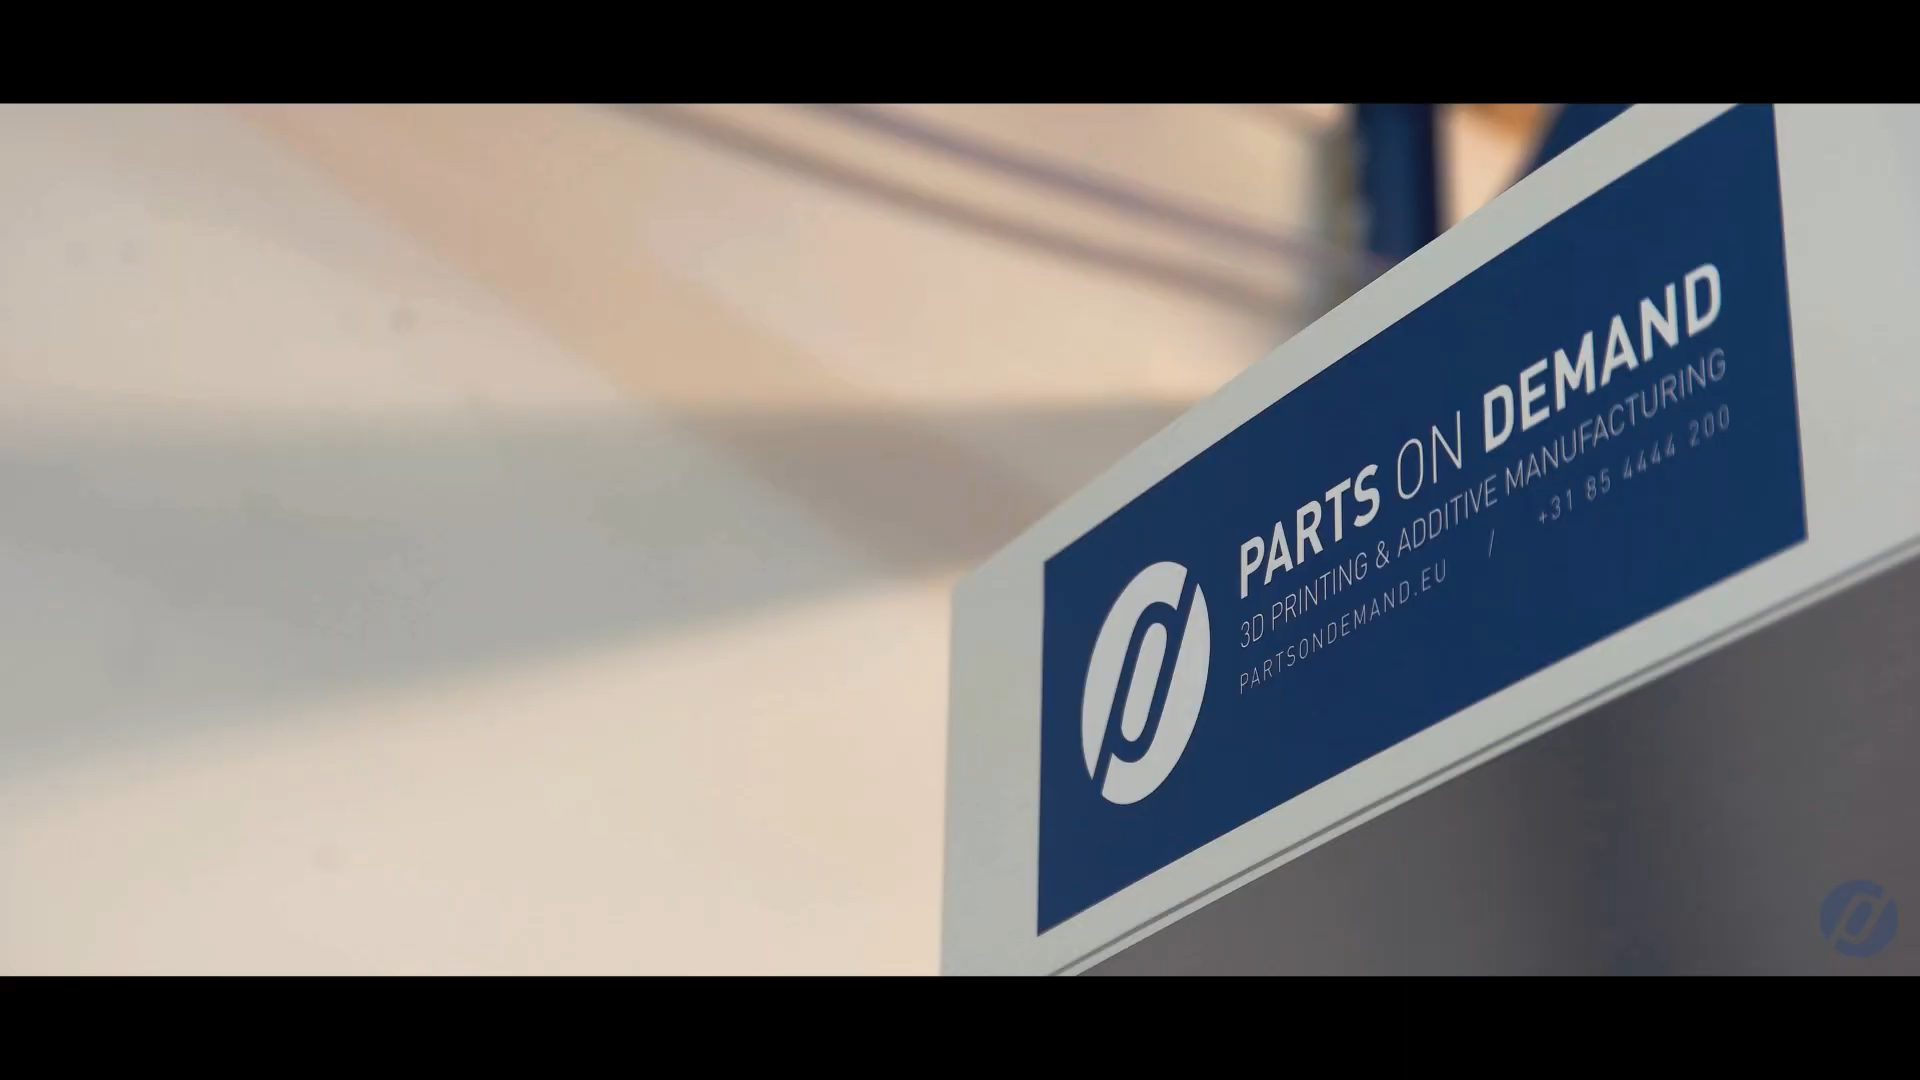 PARTS ON DEMAND
3D PRINTING & ADDITIVE MANUFACTURING
PARTSONDEMAND.EU / +31 85 4444 200